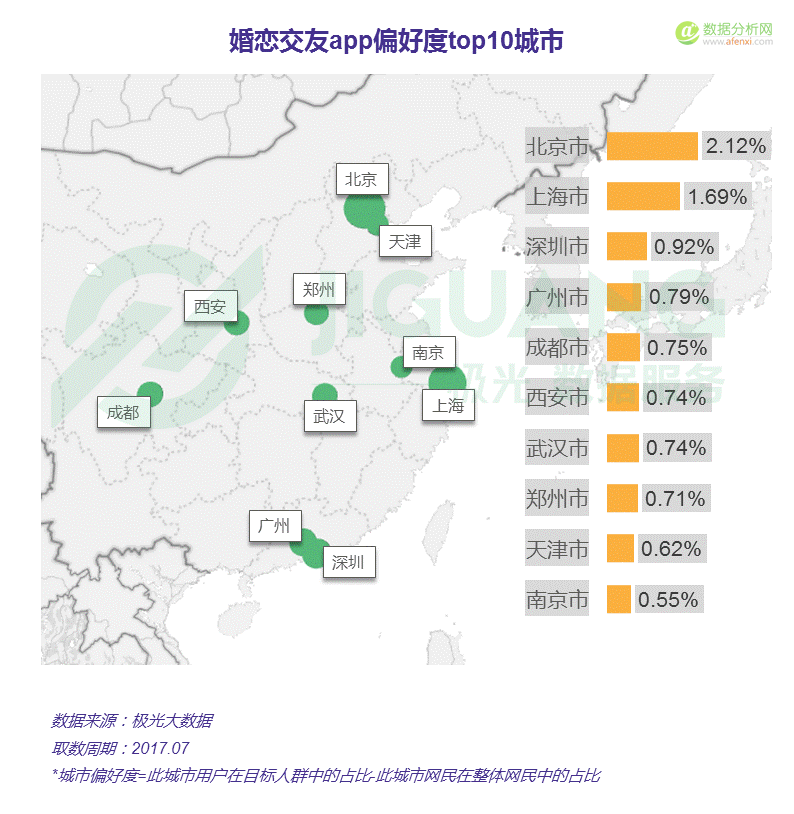 婚恋交友app偏好度top10城市
数据分析网
www.afenxi.com
北京
天津
郑州
西安
南京
上海
成都
武汉
广州
深圳
JIGUANG
极光 数据服务
北京市 2.12%
上海市 1.69%
深圳市 0.92%
广州市 0.79%
成都市 0.75%
西安市 0.74%
武汉市 0.74%
郑州市 0.71%
天津市 0.62%
南京市 0.55%
数据来源：极光大数据
取数周期：2017.07
*城市偏好度=此城市用户在目标人群中的占比-此城市网民在整体网民中的占比